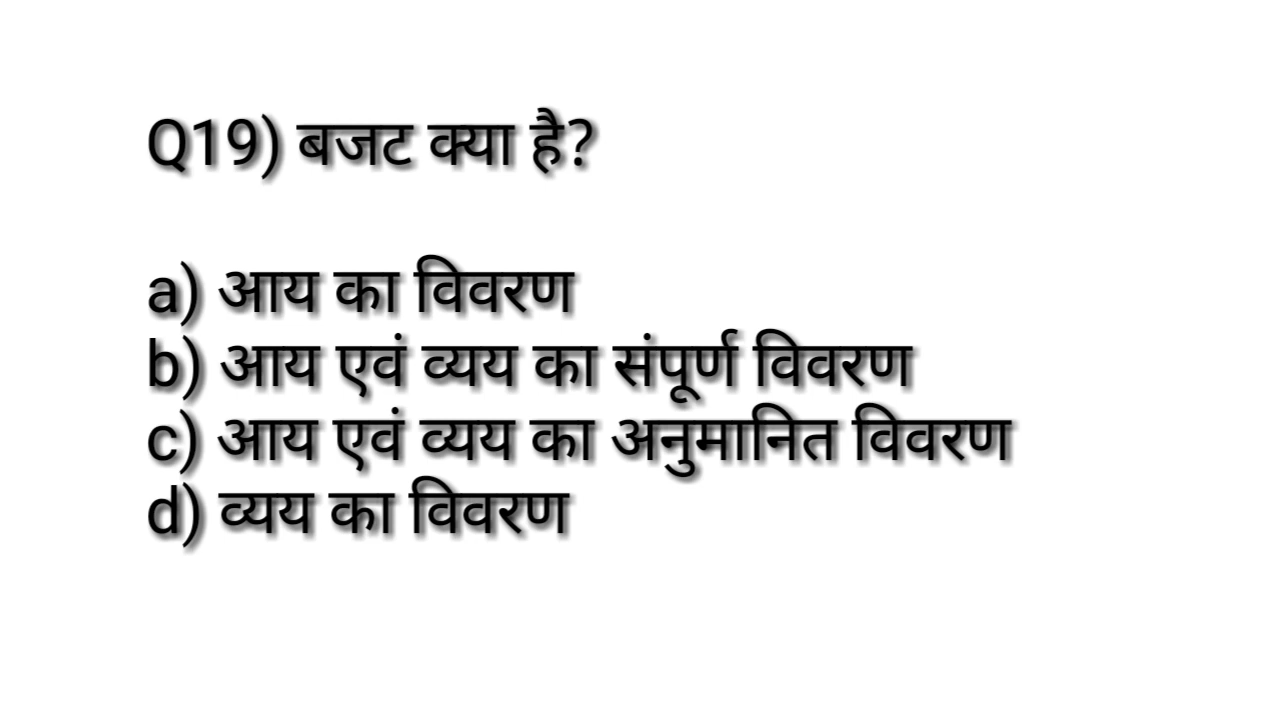 Q19) बजट क्या है?
a) आय का विवरण
b) आय एवं व्यय का संपूर्ण विवरण
c) आय एवं व्यय का अनुमानित विवरण
d) व्यय का विवरण